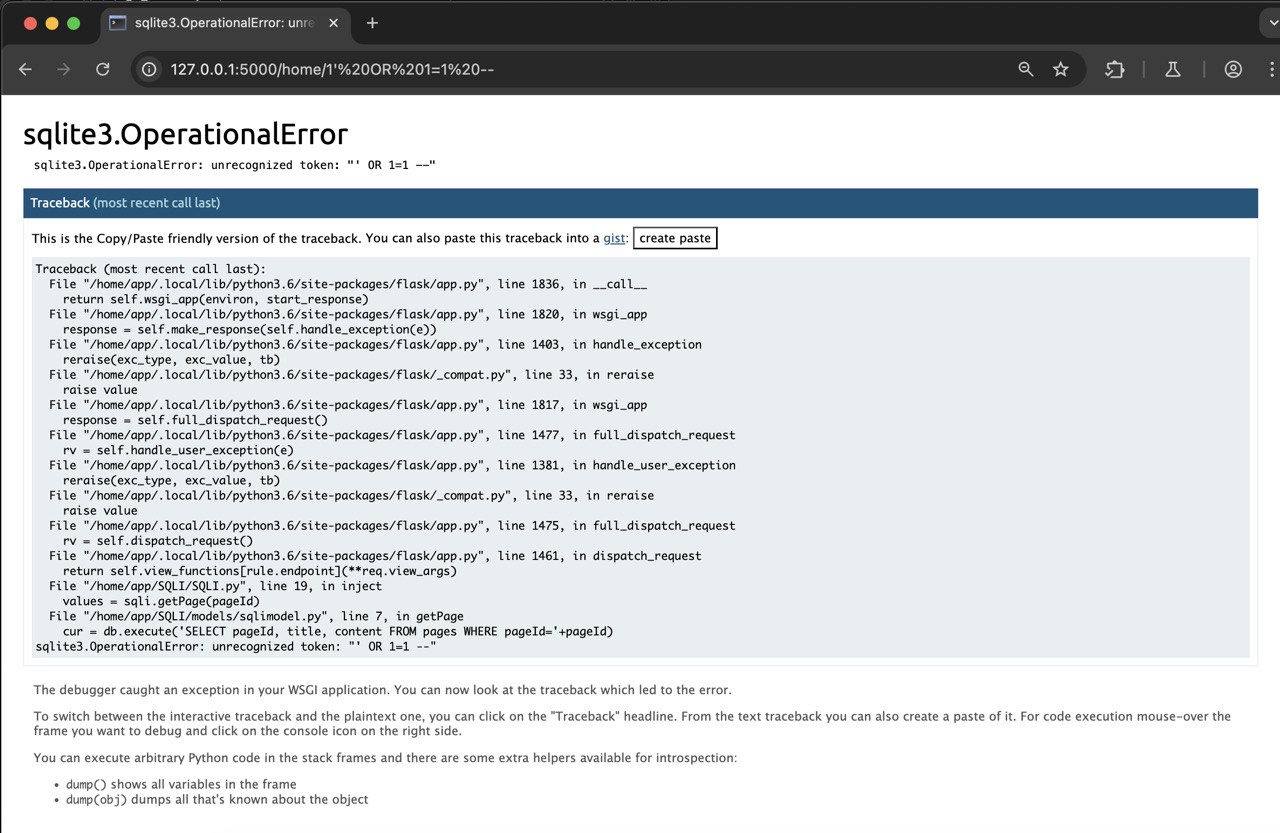 sqlite3.OperationalError: unre
127.0.0.1:5000/home/1'%20OR%201=1%20--
sqlite3.OperationalError
sqlite3.OperationalError: unrecognized token: "' OR 1=1 --"
Traceback (most recent call last)
This is the Copy/Paste friendly version of the traceback. You can also paste this traceback into a gist: create paste
Traceback (most recent call last):
  File "/home/app/.local/lib/python3.6/site-packages/flask/app.py", line 1836, in __call__
    return self.wsgi_app(environ, start_response)
  File "/home/app/.local/lib/python3.6/site-packages/flask/app.py", line 1820, in wsgi_app
    response = self.make_response(self.handle_exception(e))
  File "/home/app/.local/lib/python3.6/site-packages/flask/app.py", line 1403, in handle_exception
    reraise(exc_type, exc_value, tb)
  File "/home/app/.local/lib/python3.6/site-packages/flask/_compat.py", line 33, in reraise
    raise value
  File "/home/app/.local/lib/python3.6/site-packages/flask/app.py", line 1817, in wsgi_app
    response = self.full_dispatch_request()
  File "/home/app/.local/lib/python3.6/site-packages/flask/app.py", line 1477, in full_dispatch_request
    rv = self.handle_user_exception(e)
  File "/home/app/.local/lib/python3.6/site-packages/flask/app.py", line 1381, in handle_user_exception
    reraise(exc_type, exc_value, tb)
  File "/home/app/.local/lib/python3.6/site-packages/flask/_compat.py", line 33, in reraise
    raise value
  File "/home/app/.local/lib/python3.6/site-packages/flask/app.py", line 1475, in full_dispatch_request
    rv = self.dispatch_request()
  File "/home/app/.local/lib/python3.6/site-packages/flask/app.py", line 1461, in dispatch_request
    return self.view_functions[rule.endpoint](**req.view_args)
  File "/home/app/SQLI/SQLI.py", line 19, in inject
    values = sqli.getPage(pageId)
  File "/home/app/SQLI/models/sqlimodel.py", line 7, in getPage
    cur = db.execute('SELECT pageId, title, content FROM pages WHERE pageId='+pageId)
sqlite3.OperationalError: unrecognized token: "' OR 1=1 --"
The debugger caught an exception in your WSGI application. You can now look at the traceback which led to the error.
To switch between the interactive traceback and the plaintext one, you can click on the "Traceback" headline. From the text traceback you can also create a paste of it. For code execution mouse-over the
frame you want to debug and click on the console icon on the right side.
You can execute arbitrary Python code in the stack frames and there are some extra helpers available for introspection:
• dump() shows all variables in the frame
• dump(obj) dumps all that's known about the object